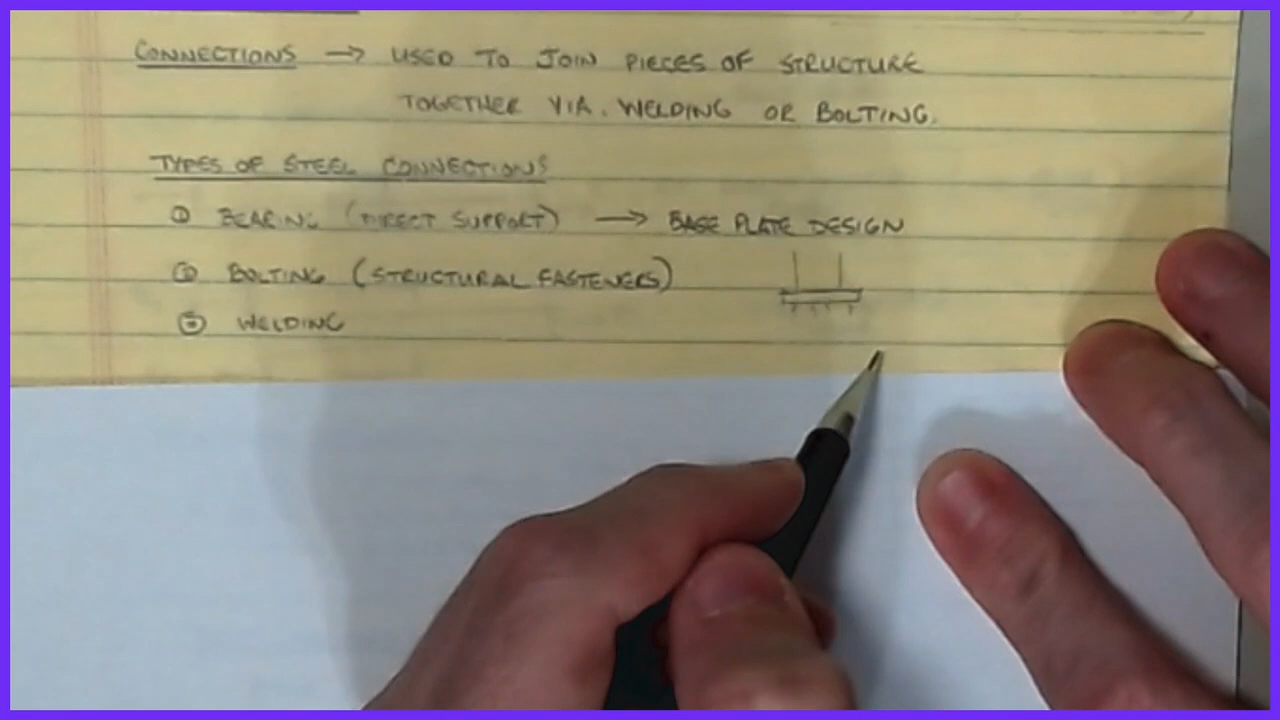 CONNECTIONS → USED TO JOIN PIECES OF STRUCTURE
TOGETHER VIA. WELDING OR BOLTING.
TYPES OF STEEL CONNECTIONS
① BEARING (DIRECT SUPPORT) → BASE PLATE DESIGN
② BOLTING (STRUCTURAL FASTENERS)
③ WELDING